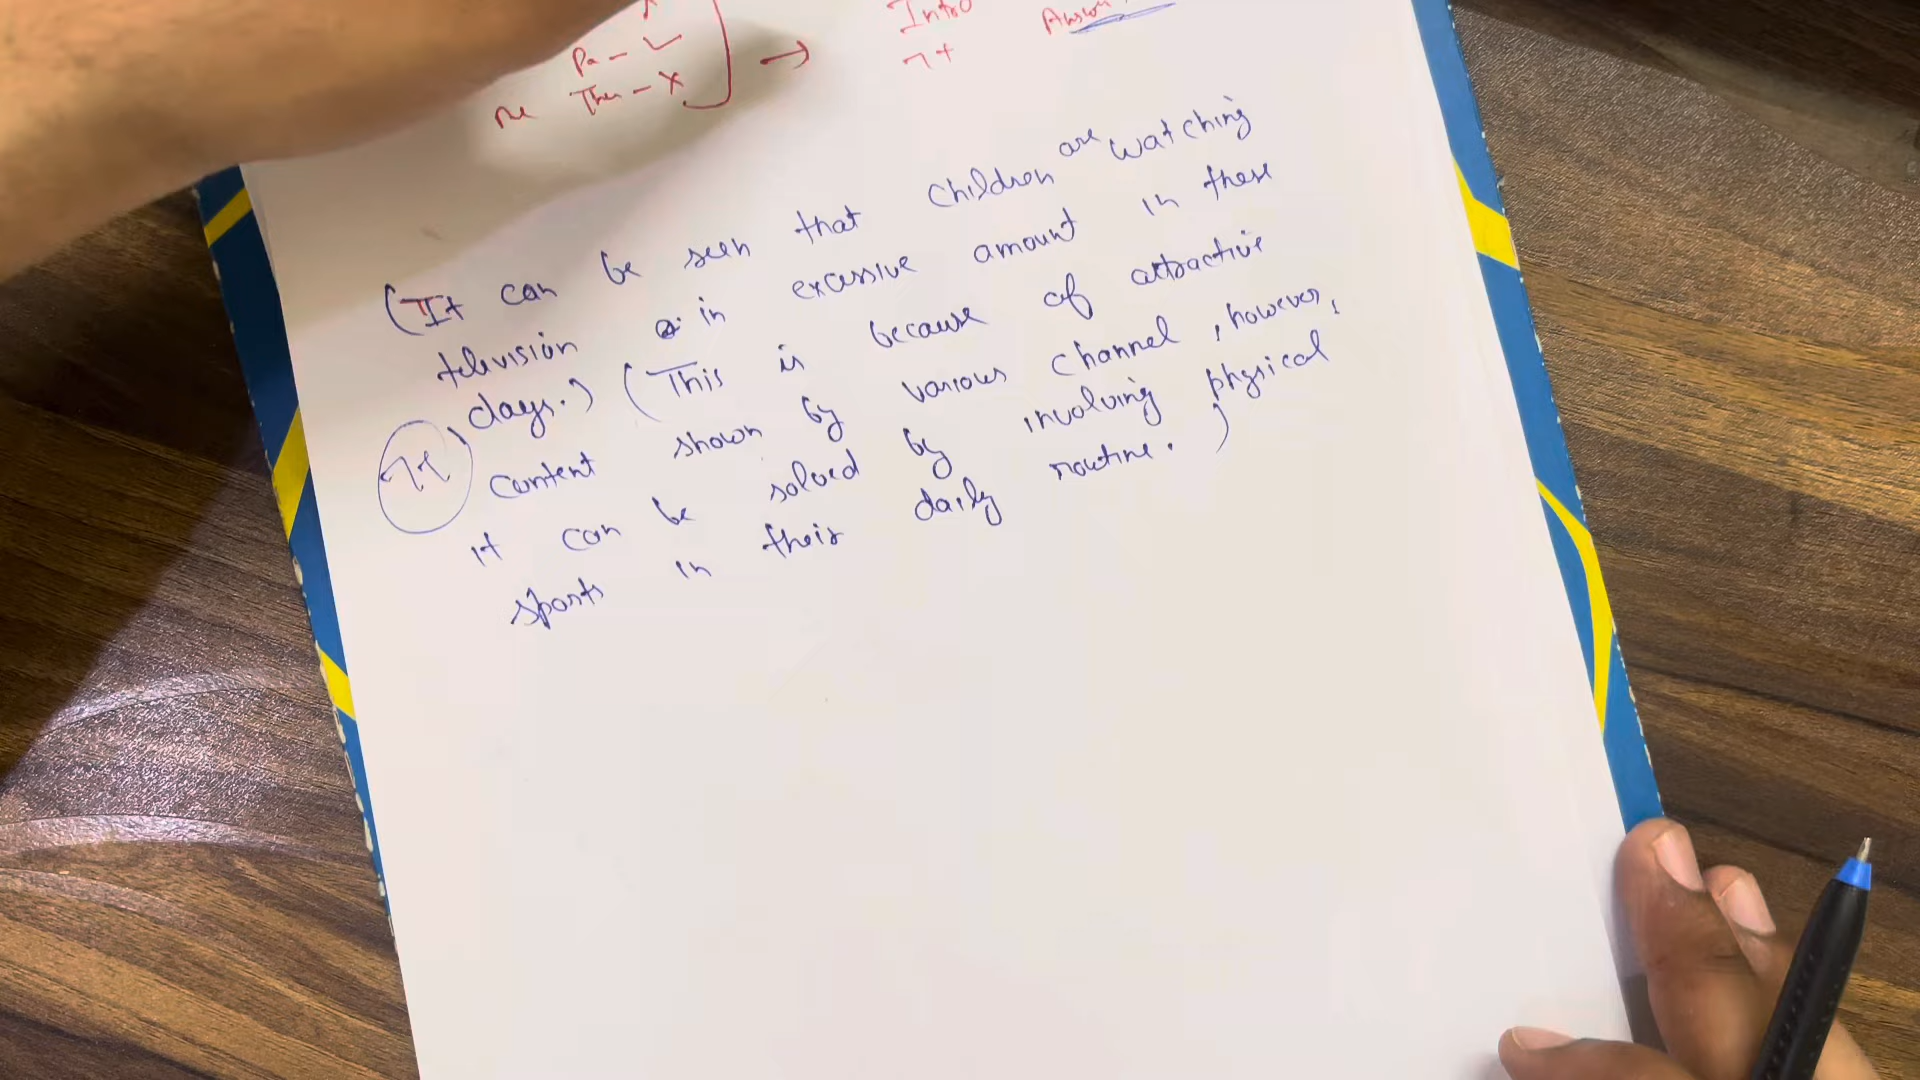 Intro
Pa -
The - X
→
It can be seen that children are watching
television in in excessive amount in these
days.) (This is because of attractive
content shown by various channel, however,
it can be solved by involving physical
sports in their daily routine.)